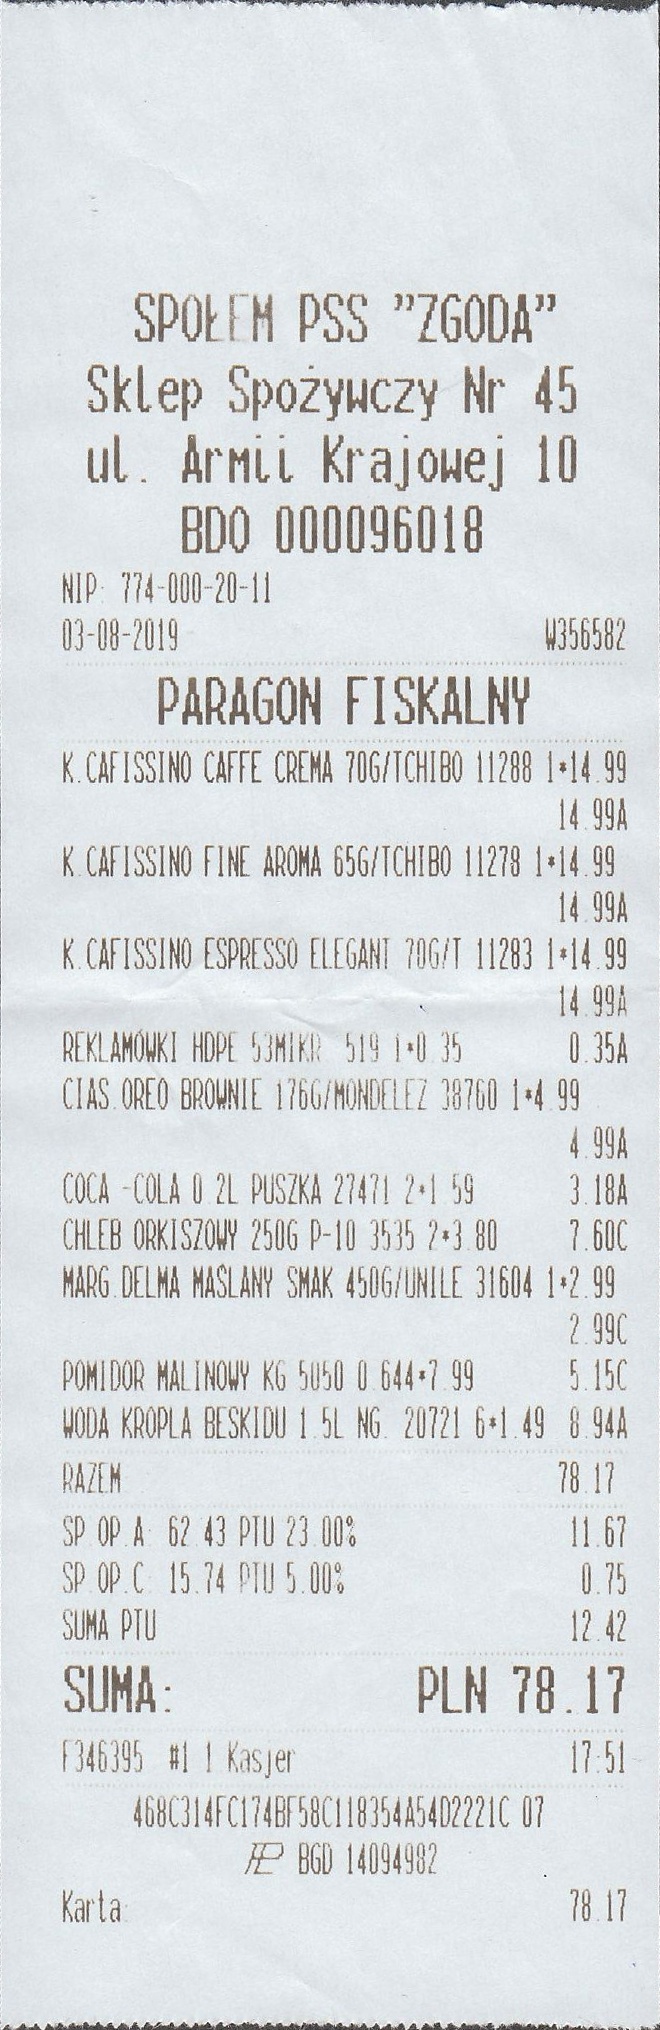 SPOŁEM PSS "ZGODA"
Sklep Spożywczy Nr 45
ul. Armii Krajowej 10
BDO 000096018
NIP: 774-000-20-11
03-08-2019 W356582
PARAGON FISKALNY
K.CAFISSINO CAFFE CREMA 70G/TCHIBO 11288 1*14.99
14.99A
K.CAFISSINO FINE AROMA 65G/TCHIBO 11278 1*14.99
14.99A
K.CAFISSINO ESPRESSO ELEGANT 70G/T 11283 1*14.99
14.99A
REKLAMÓWKI HDPE 53MIKR 519 1*0.35 0.35A
CIAS.OREO BROWNIE 176G/MONDELEZ 38760 1*4.99
4.99A
COCA -COLA 0.2L PUSZKA 27471 2*1.59 3.18A
CHLEB ORKISZOWY 250G P-10 3535 2*3.80 7.60C
MARG.DELMA MAŚLANY SMAK 450G/UNILE 31604 1*2.99
2.99C
POMIDOR MALINOWY KG 5050 0.644*7.99 5.15C
WODA KROPLA BESKIDU 1.5L NG. 20721 6*1.49 8.94A
RAZEM 78.17
SP.OP.A: 62.43 PTU 23.00% 11.67
SP.OP.C: 15.74 PTU 5.00% 0.75
SUMA PTU 12.42
SUMA: PLN 78.17
F346395 #1 1 Kasjer 17:51
468C314FC174BF58C118354A54D2221C 07
BGD 14094982
Karta: 78.17